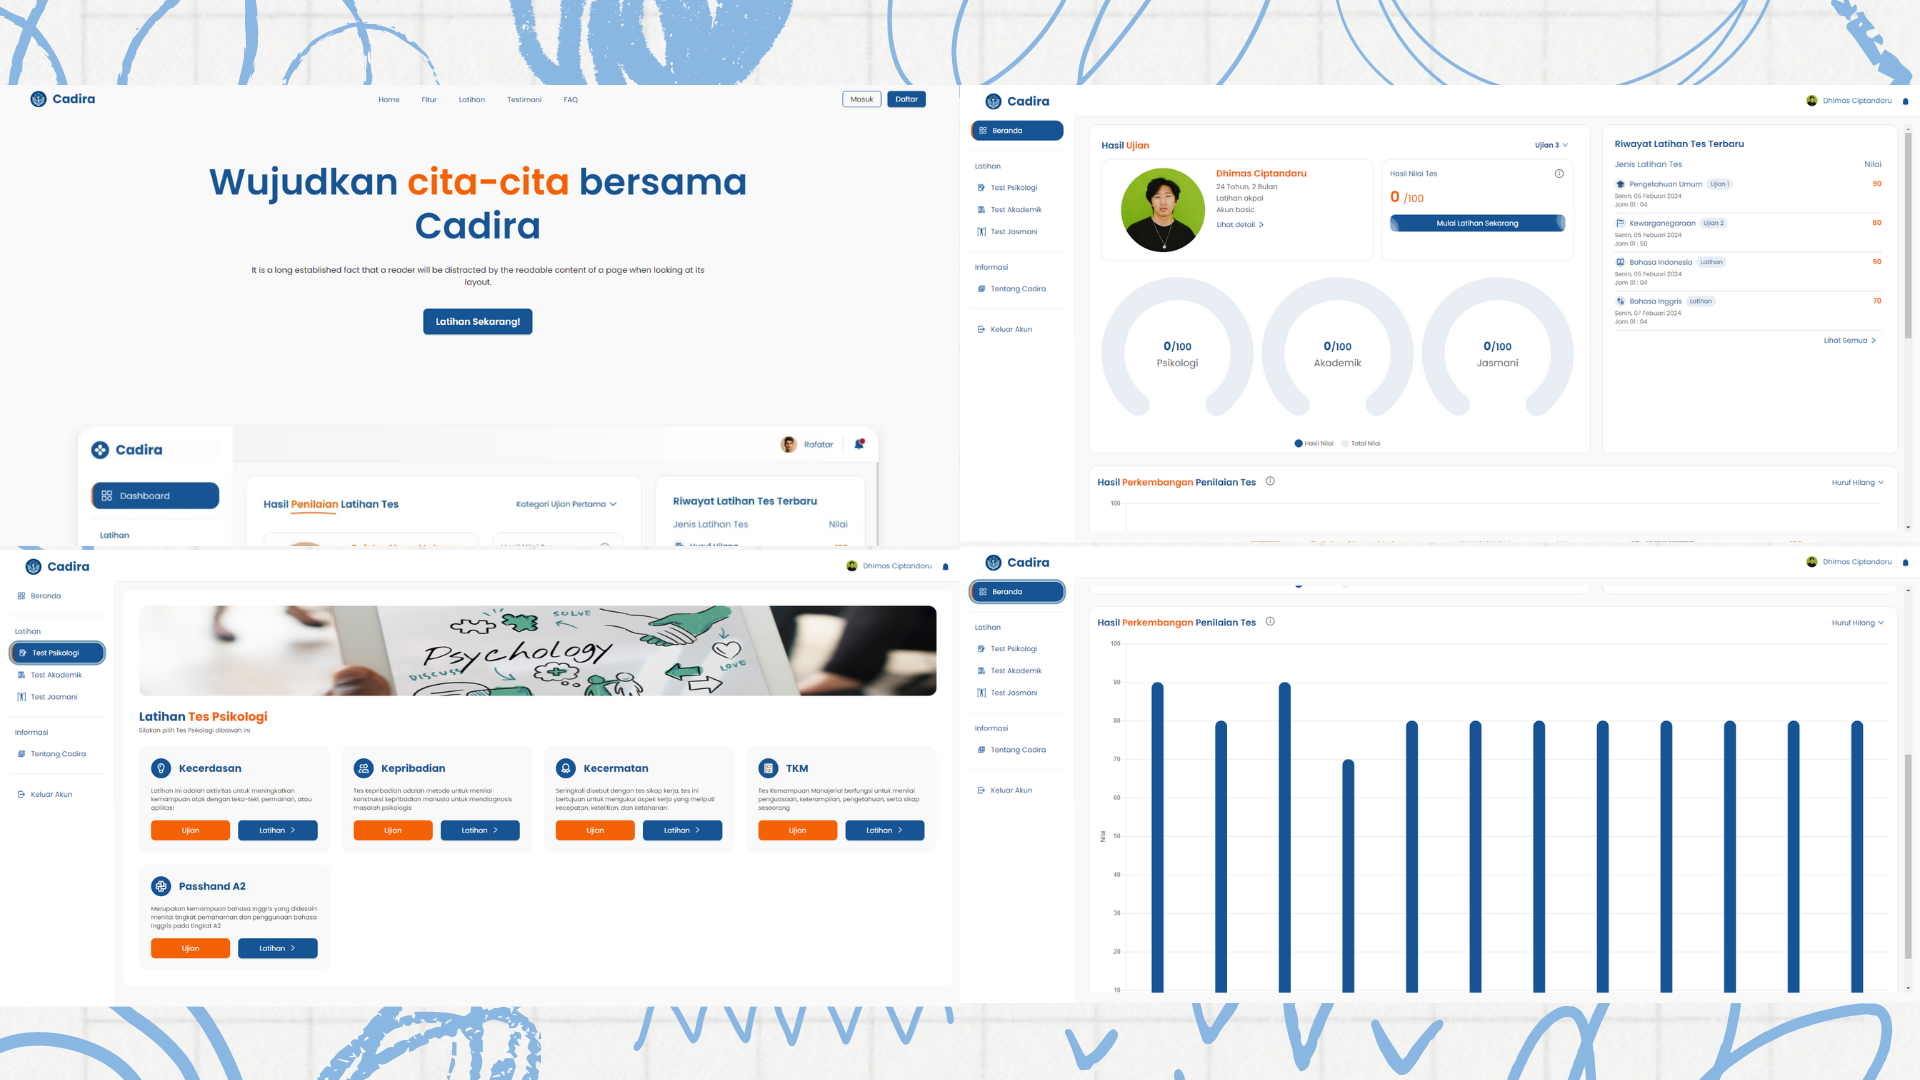 Cadira
Home Fitur Latihan Testimoni FAQ
Masuk Daftar
Wujudkan cita-cita bersama
Cadira
It is a long established fact that a reader will be distracted by the readable content of a page when looking at its
layout.
Latihan Sekarang!
Cadira
Rafatar
Dashboard
Latihan
Hasil Penilaian Latihan Tes
Kategori Ujian Pertama
Riwayat Latihan Tes Terbaru
Jenis Latihan Tes Nilai
Cadira
Dhimas Ciptandaru
Beranda
Latihan
Test Psikologi
Test Akademik
Test Jasmani
Informasi
Tentang Cadira
Keluar Akun
Hasil Ujian
Ujian 3
Dhimas Ciptandaru
24 Tahun, 2 Bulan
Latihan akpol
Akun basic
Lihat detail >
Hasil Nilai Tes
0 /100
Mulai Latihan Sekarang
0/100
Psikologi
0/100
Akademik
0/100
Jasmani
Hasil Nilai Total Nilai
Riwayat Latihan Tes Terbaru
Jenis Latihan Tes Nilai
Pengetahuan Umum Ujian 1 90
Senin, 05 Febuari 2024
Jam 01 : 04
Kewarganegaraan Ujian 2 80
Senin, 05 Febuari 2024
Jam 01 : 50
Bahasa Indonesia Latihan 90
Senin, 05 Febuari 2024
Jam 01 : 04
Bahasa Inggris Latihan 70
Senin, 07 Febuari 2024
Jam 01 : 04
Lihat Semua >
Hasil Perkembangan Penilaian Tes
Huruf Hilang
100
Cadira
Dhimas Ciptandaru
Beranda
Latihan
Test Psikologi
Test Akademik
Test Jasmani
Informasi
Tentang Cadira
Keluar Akun
SOLVE
Psychology
DISCUSS
LOVE
Latihan Tes Psikologi
Silakan pilih Tes Psikologi dibawah ini
Kecerdasan
Latihan ini adalah aktivitas untuk meningkatkan
kemampuan otak dengan teka-teki, permainan, atau
aplikasi
Ujian Latihan >
Kepribadian
Tes kepribadian adalah metode untuk menilai
konstruksi kepribadian manusia untuk mendiagnosis
masalah psikologis
Ujian Latihan >
Kecermatan
Seringkali disebut dengan tes sikap kerja, tes ini
bertujuan untuk mengukur aspek kerja yang meliputi
kecepatan, ketelitian, dan ketahanan.
Ujian Latihan >
TKM
Tes Kemampuan Manajerial berfungsi untuk menilai
penguasaan, keterampilan, pengetahuan, serta sikap
seseorang
Ujian Latihan >
Passhand A2
Merupakan kemampuan bahasa Inggris yang didesain
menilai tingkat pemahaman dan penggunaan bahasa
Inggris pada tingkat A2
Ujian Latihan >
Cadira
Dhimas Ciptandaru
Beranda
Latihan
Test Psikologi
Test Akademik
Test Jasmani
Informasi
Tentang Cadira
Keluar Akun
Hasil Perkembangan Penilaian Tes
Huruf Hilang
100
90
80
70
60
50
40
30
20
10
Nilai